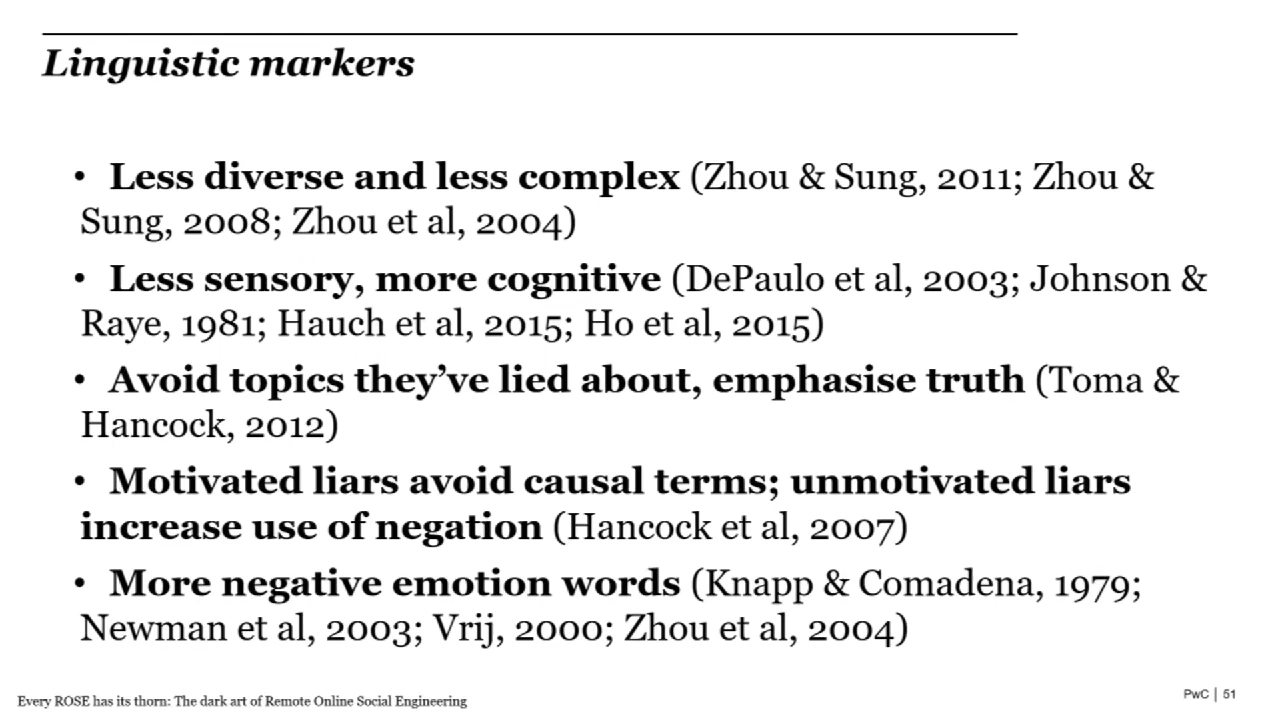 Linguistic markers
• Less diverse and less complex (Zhou & Sung, 2011; Zhou &
Sung, 2008; Zhou et al, 2004)
• Less sensory, more cognitive (DePaulo et al, 2003; Johnson &
Raye, 1981; Hauch et al, 2015; Ho et al, 2015)
• Avoid topics they’ve lied about, emphasise truth (Toma &
Hancock, 2012)
• Motivated liars avoid causal terms; unmotivated liars
increase use of negation (Hancock et al, 2007)
• More negative emotion words (Knapp & Comadena, 1979;
Newman et al, 2003; Vrij, 2000; Zhou et al, 2004)
Every ROSE has its thorn: The dark art of Remote Online Social Engineering
PwC | 51